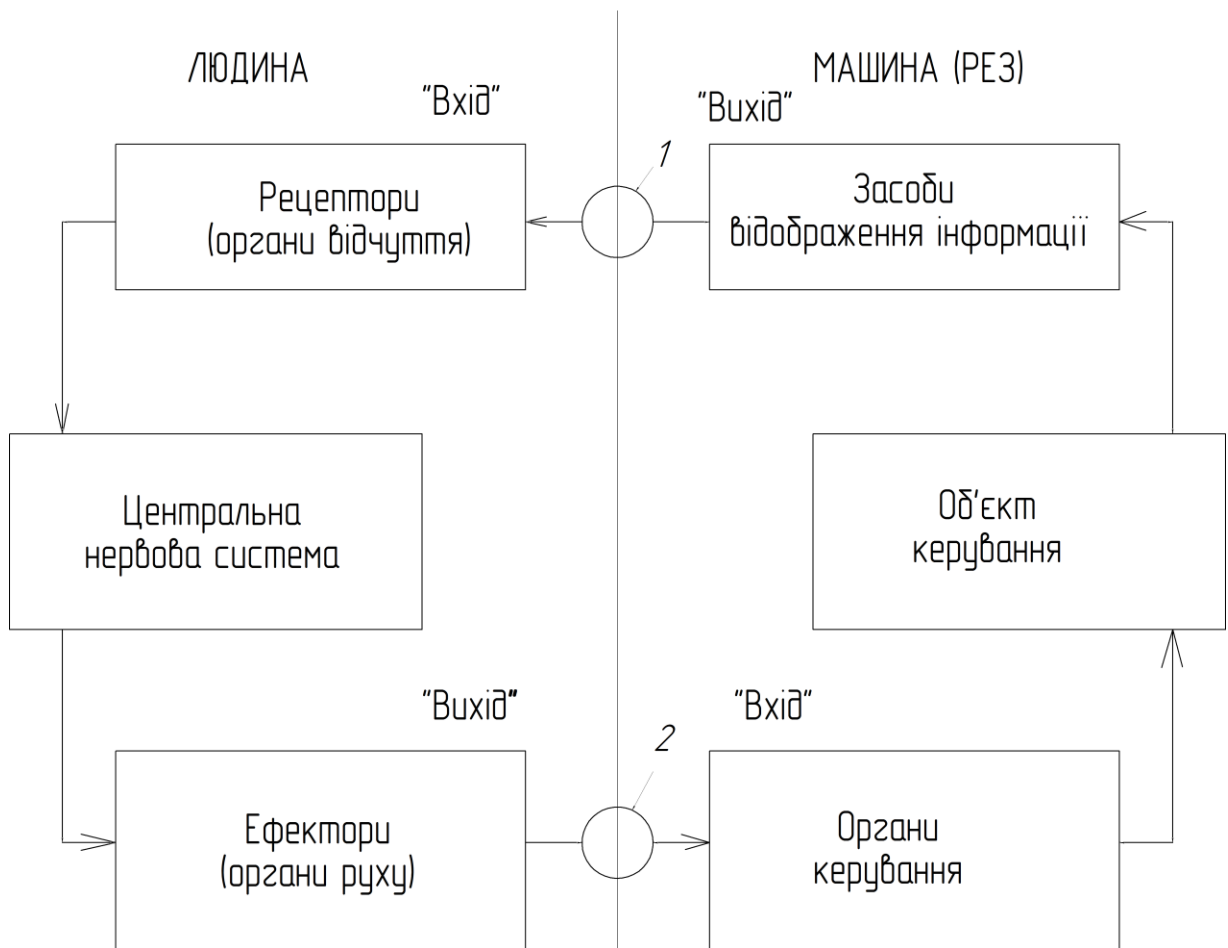 ЛЮДИНА
МАШИНА (РЕЗ)
"Вхід"
"Вихід"
1
Рецептори
(органи відчуття)
Засоби
відображення інформації
Центральна
нервова система
Об'єкт
керування
"Вихід"
"Вхід"
2
Ефектори
(органи руху)
Органи
керування